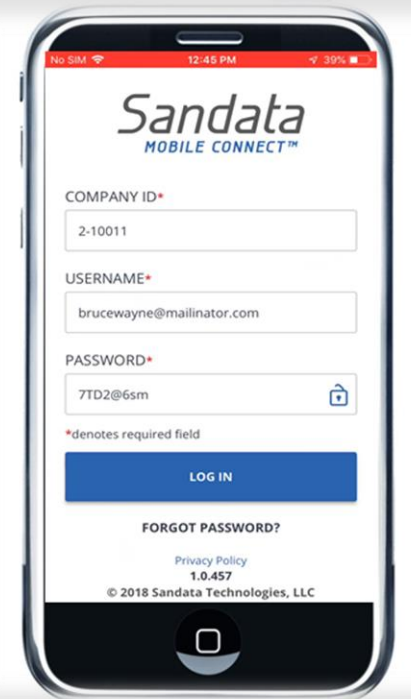 No SIM 12:45 PM 39%
Sandata
MOBILE CONNECT™
COMPANY ID*
2-10011
USERNAME*
brucewayne@mailinator.com
PASSWORD*
7TD2@6sm
*denotes required field
LOG IN
FORGOT PASSWORD?
Privacy Policy
1.0.457
© 2018 Sandata Technologies, LLC